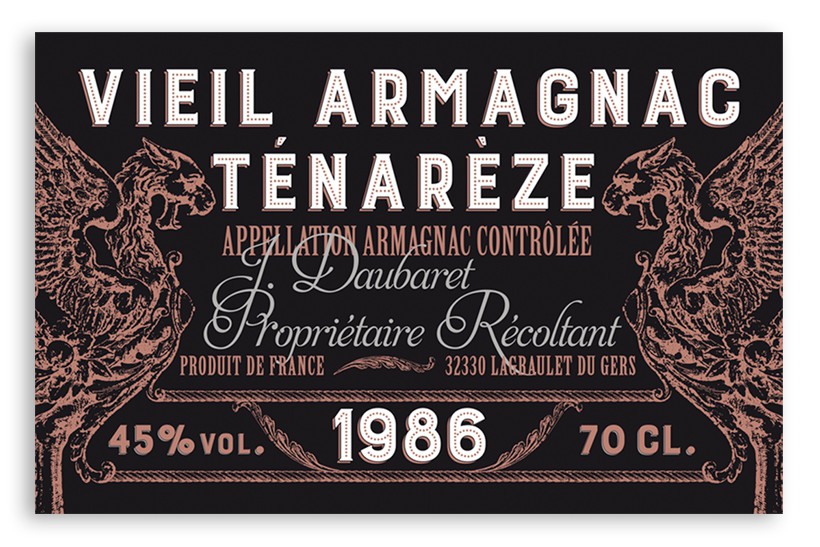 VIEIL ARMAGNAC
TÉNARÈZE
APPELLATION ARMAGNAC CONTRÔLÉE
J. Daubaret
Propriétaire Récoltant
PRODUIT DE FRANCE 32330 LAGRAULET DU GERS
45% VOL. 1986 70 CL.